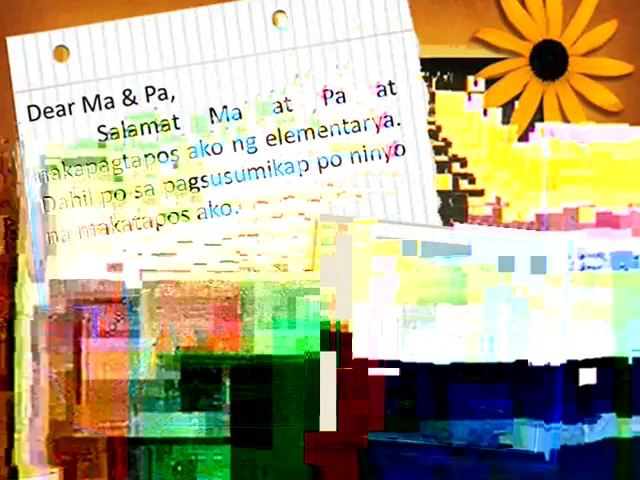 Dear Ma & Pa,
Salamat Ma at Pa at
nakapagtapos ako ng elementarya.
Dahil po sa pagsusumikap po ninyo
na makatapos ako.